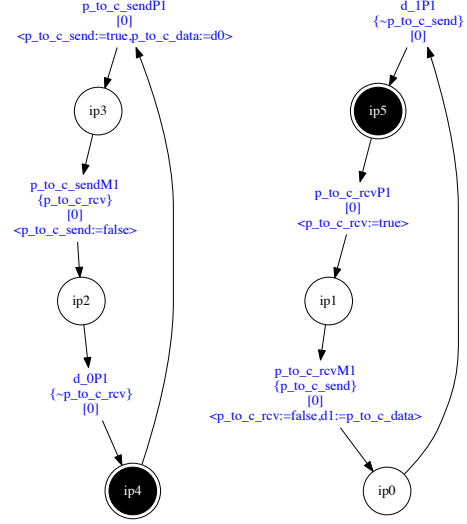 p_to_c_sendP1
[0]
<p_to_c_send:=true,p_to_c_data:=d0>
ip3
p_to_c_sendM1
{p_to_c_rcv}
[0]
<p_to_c_send:=false>
ip2
d_0P1
{~p_to_c_rcv}
[0]
ip4
d_1P1
{~p_to_c_send}
[0]
ip5
p_to_c_rcvP1
[0]
<p_to_c_rcv:=true>
ip1
p_to_c_rcvM1
{p_to_c_send}
[0]
<p_to_c_rcv:=false,d1:=p_to_c_data>
ip0